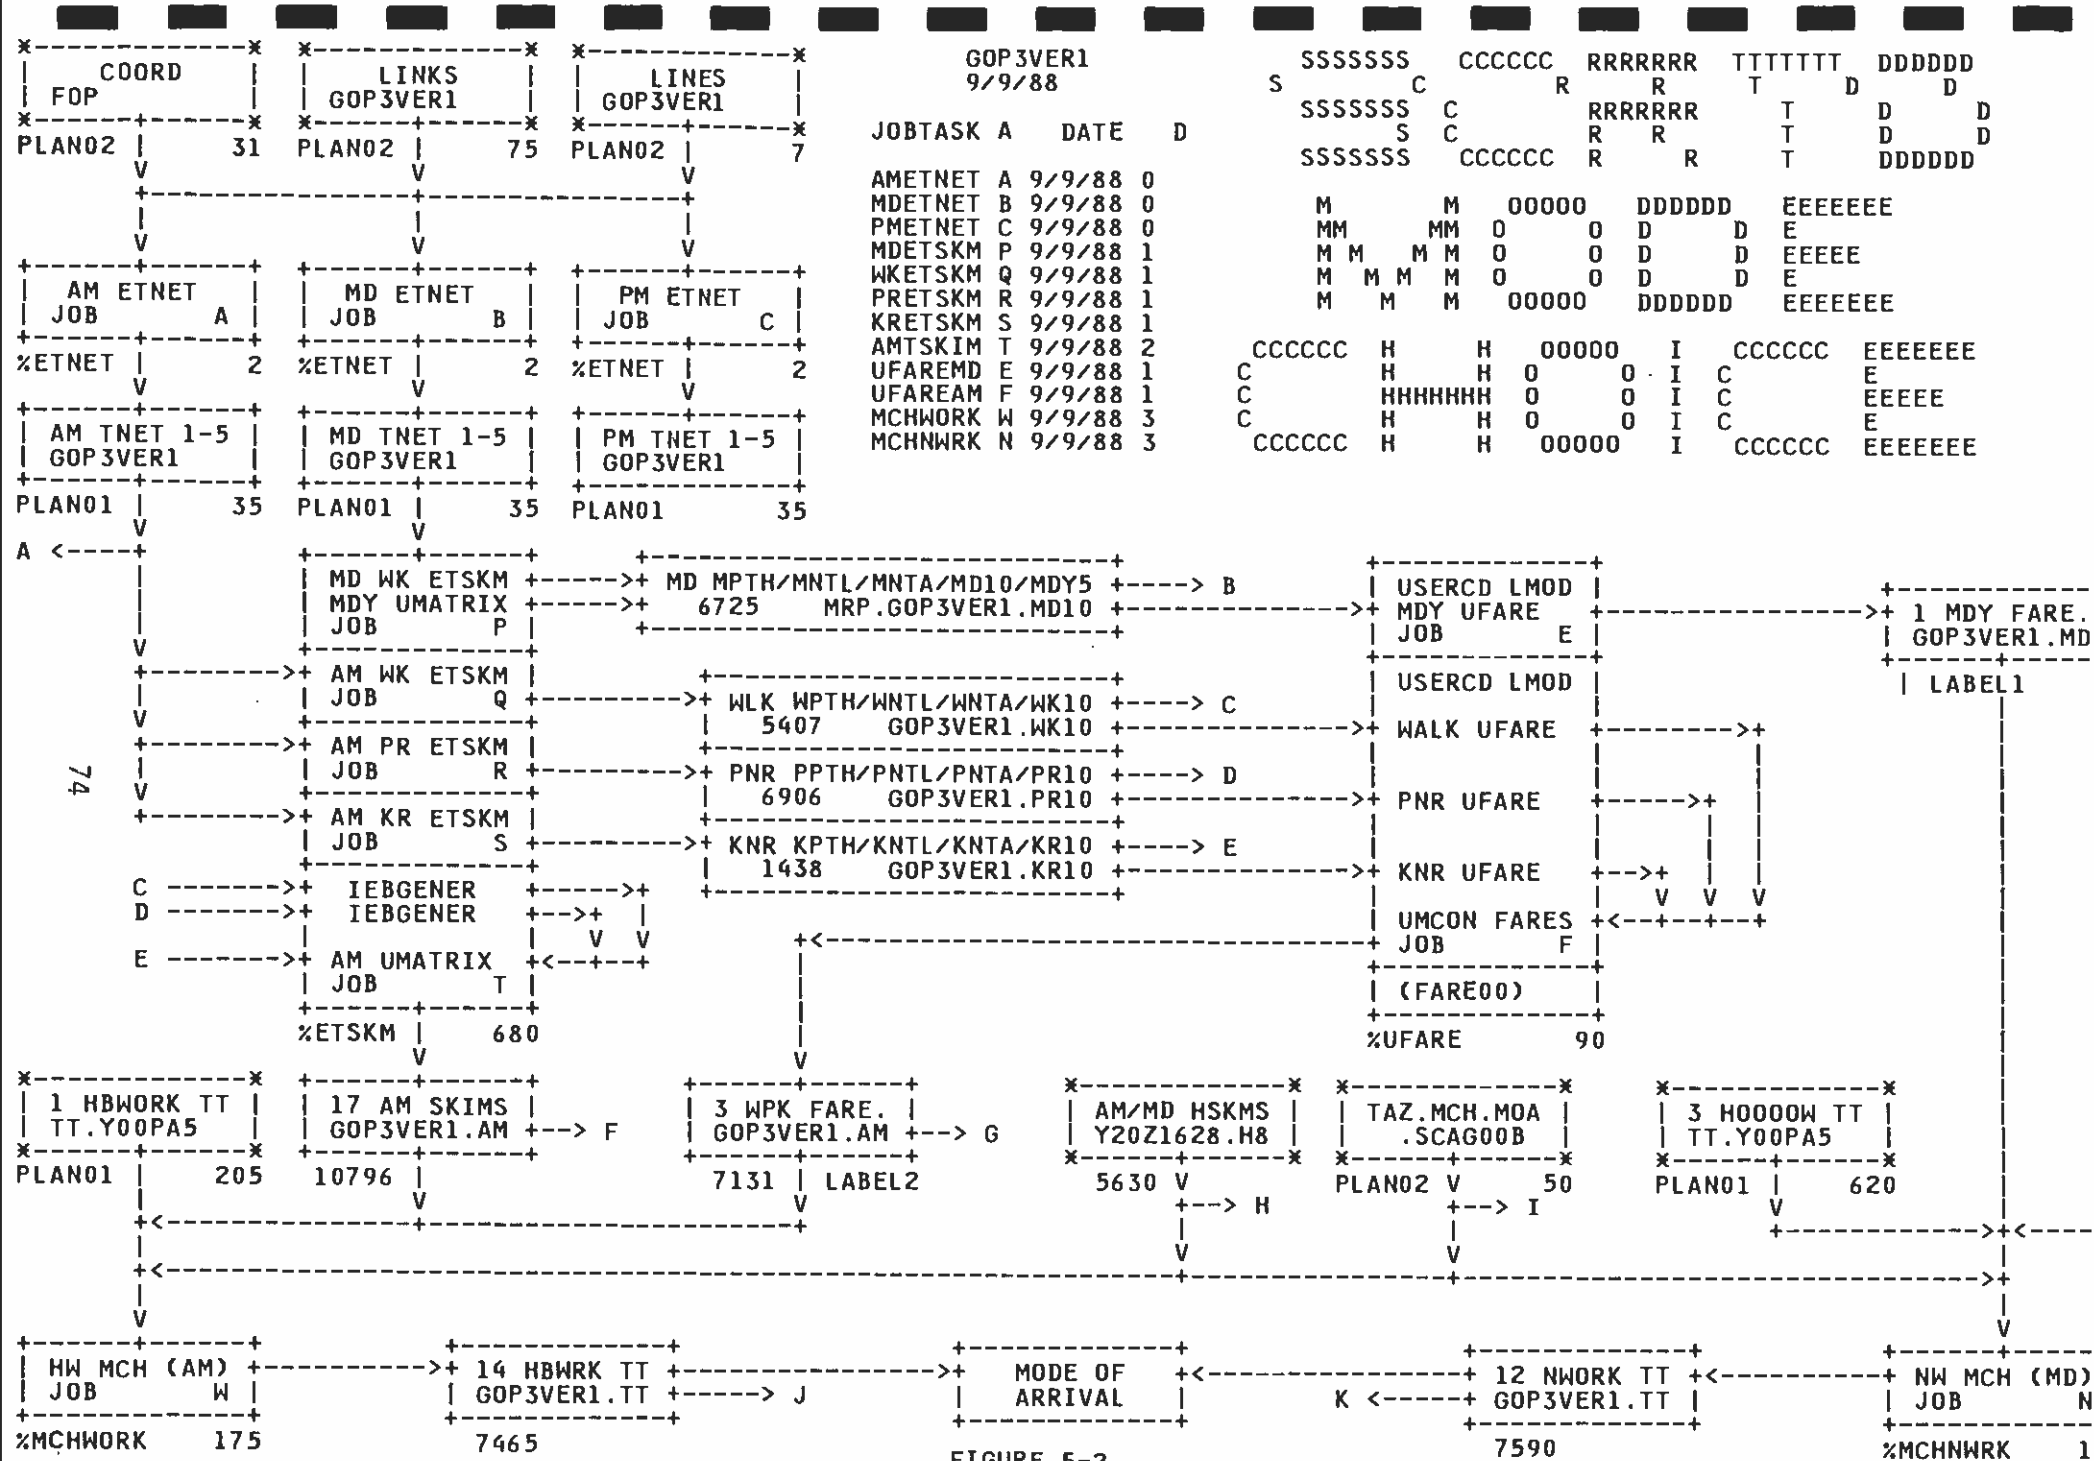 COORD
FOP
PLAN02 31
LINKS
GOP3VER1
PLAN02 75
LINES
GOP3VER1
PLAN02 7
GOP3VER1
9/9/88
JOBTASK A DATE D
AMETNET A 9/9/88 0
MDETNET B 9/9/88 0
PMETNET C 9/9/88 0
MDETSKM P 9/9/88 1
WKETSKM Q 9/9/88 1
PRETSKM R 9/9/88 1
KRETSKM S 9/9/88 1
AMTSKIM T 9/9/88 2
UFAREMD E 9/9/88 1
UFAREAM F 9/9/88 1
MCHWORK W 9/9/88 3
MCHNWRK N 9/9/88 3
SCRTD
MODE
CHOICE
AM ETNET
JOB A
%ETNET 2
MD ETNET
JOB B
%ETNET 2
PM ETNET
JOB C
%ETNET 2
AM TNET 1-5
GOP3VER1
PLAN01 35
MD TNET 1-5
GOP3VER1
PLAN01 35
PM TNET 1-5
GOP3VER1
PLAN01 35
A
MD WK ETSKM
MDY UMATRIX
JOB P
MD MPTH/MNTL/MNTA/MD10/MDY5
6725 MRP.GOP3VER1.MD10
B
USERCD LMOD
MDY UFARE
JOB E
1 MDY FARE.
GOP3VER1.MD
LABEL1
AM WK ETSKM
JOB Q
WLK WPTH/WNTL/WNTA/WK10
5407 GOP3VER1.WK10
C
USERCD LMOD
WALK UFARE
AM PR ETSKM
JOB R
PNR PPTH/PNTL/PNTA/PR10
6906 GOP3VER1.PR10
D
PNR UFARE
74
AM KR ETSKM
JOB S
KNR KPTH/KNTL/KNTA/KR10
1438 GOP3VER1.KR10
E
KNR UFARE
C IEBGENER
D IEBGENER
UMCON FARES
JOB F
E AM UMATRIX
JOB T
(FARE00)
%ETSKM 680
%UFARE 90
1 HBWORK TT
TT.Y00PA5
PLAN01 205
17 AM SKIMS
GOP3VER1.AM
F
10796
3 WPK FARE.
GOP3VER1.AM
G
7131 LABEL2
AM/MD HSKMS
Y20Z1628.H8
5630
H
TAZ.MCH.MOA
.SCAG00B
PLAN02 50
I
3 HOOOOW TT
TT.Y00PA5
PLAN01 620
HW MCH (AM)
JOB W
%MCHWORK 175
14 HBWRK TT
GOP3VER1.TT
J
7465
MODE OF
ARRIVAL
K
12 NWORK TT
GOP3VER1.TT
7590
NW MCH (MD)
JOB N
%MCHNWRK 1
FIGURE 5-2